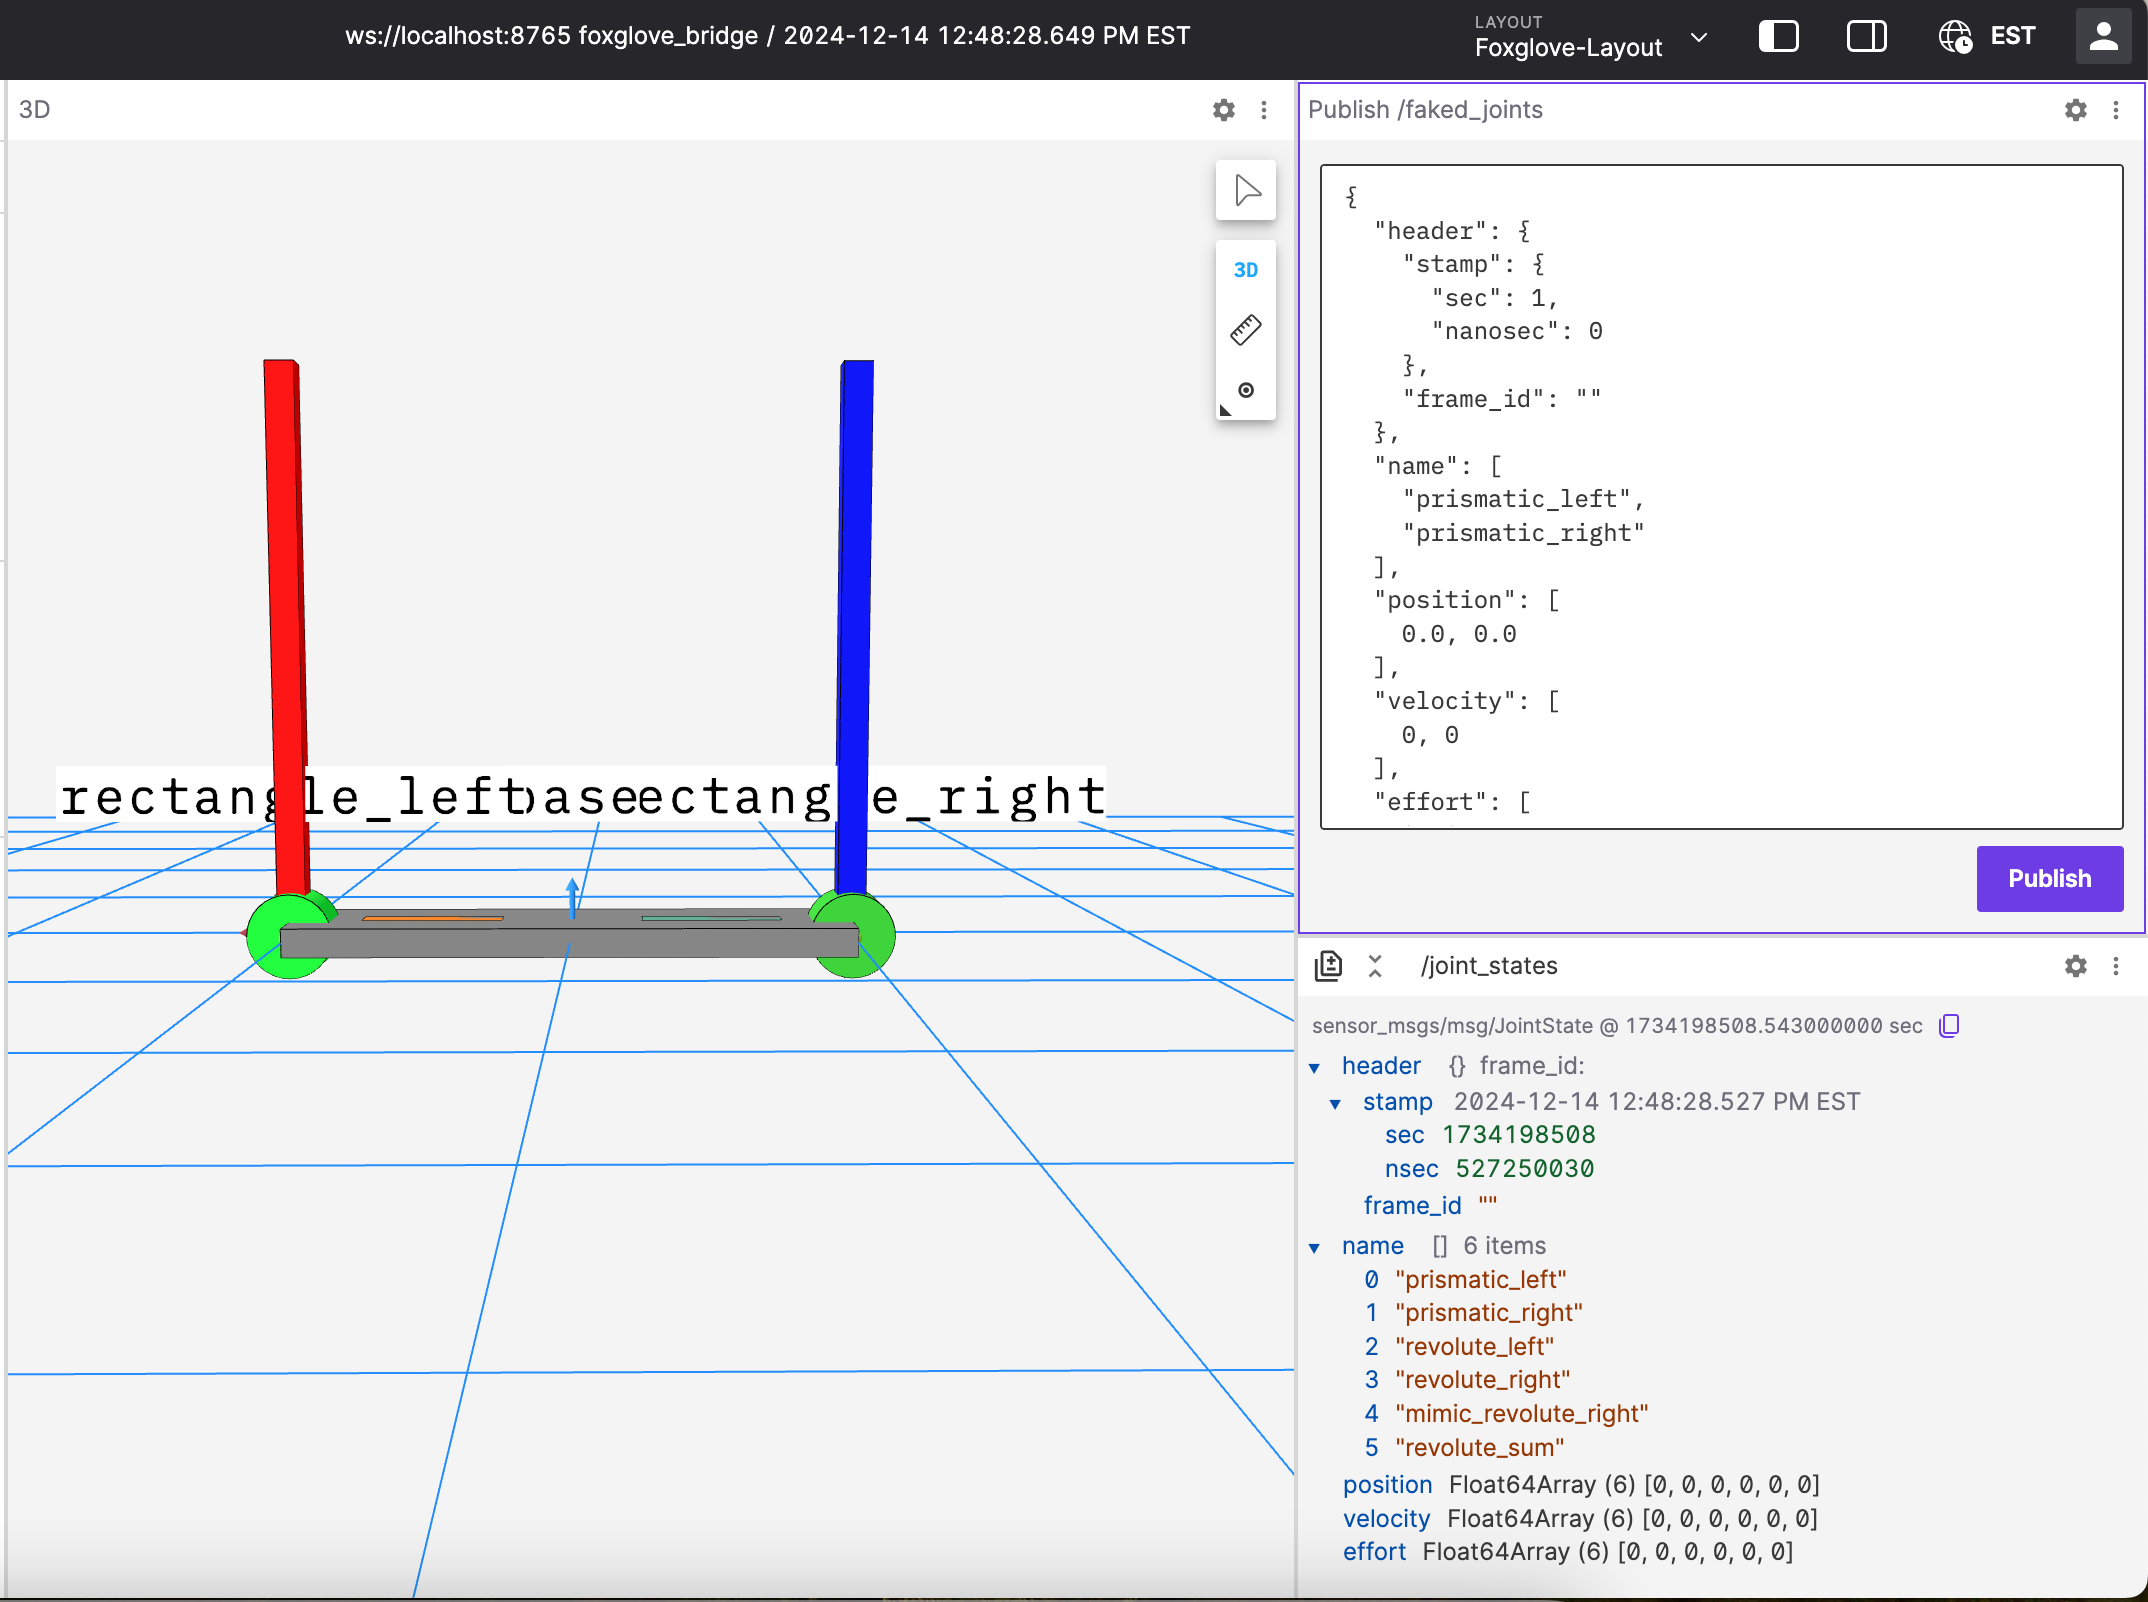 ws://localhost:8765 foxglove_bridge / 2024-12-14 12:48:28.649 PM EST
LAYOUT
Foxglove-Layout
EST
3D
3D
rectangle_left
base
ectangle_right
Publish /faked_joints
{
"header": {
"stamp": {
"sec": 1,
"nanosec": 0
},
"frame_id": ""
},
"name": [
"prismatic_left",
"prismatic_right"
],
"position": [
0.0, 0.0
],
"velocity": [
0, 0
],
"effort": [
Publish
/joint_states
sensor_msgs/msg/JointState @ 1734198508.543000000 sec
header {} frame_id:
stamp 2024-12-14 12:48:28.527 PM EST
sec 1734198508
nsec 527250030
frame_id ""
name [] 6 items
0 "prismatic_left"
1 "prismatic_right"
2 "revolute_left"
3 "revolute_right"
4 "mimic_revolute_right"
5 "revolute_sum"
position Float64Array (6) [0, 0, 0, 0, 0, 0]
velocity Float64Array (6) [0, 0, 0, 0, 0, 0]
effort Float64Array (6) [0, 0, 0, 0, 0, 0]